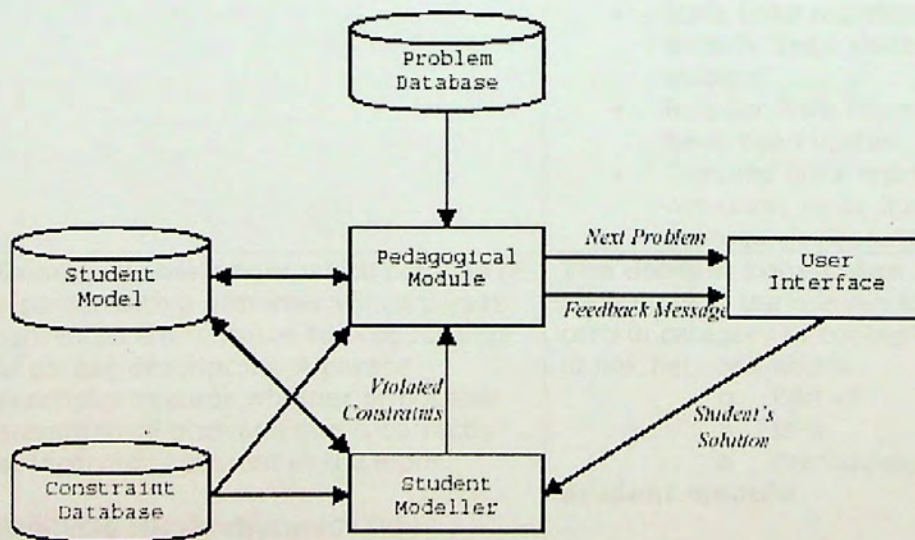 Problem
Database
Student
Model
Pedagogical
Module
Next Problem
Feedback Message
User
Interface
Violated
Constraints
Student's
Solution
Constraint
Database
Student
Modeller